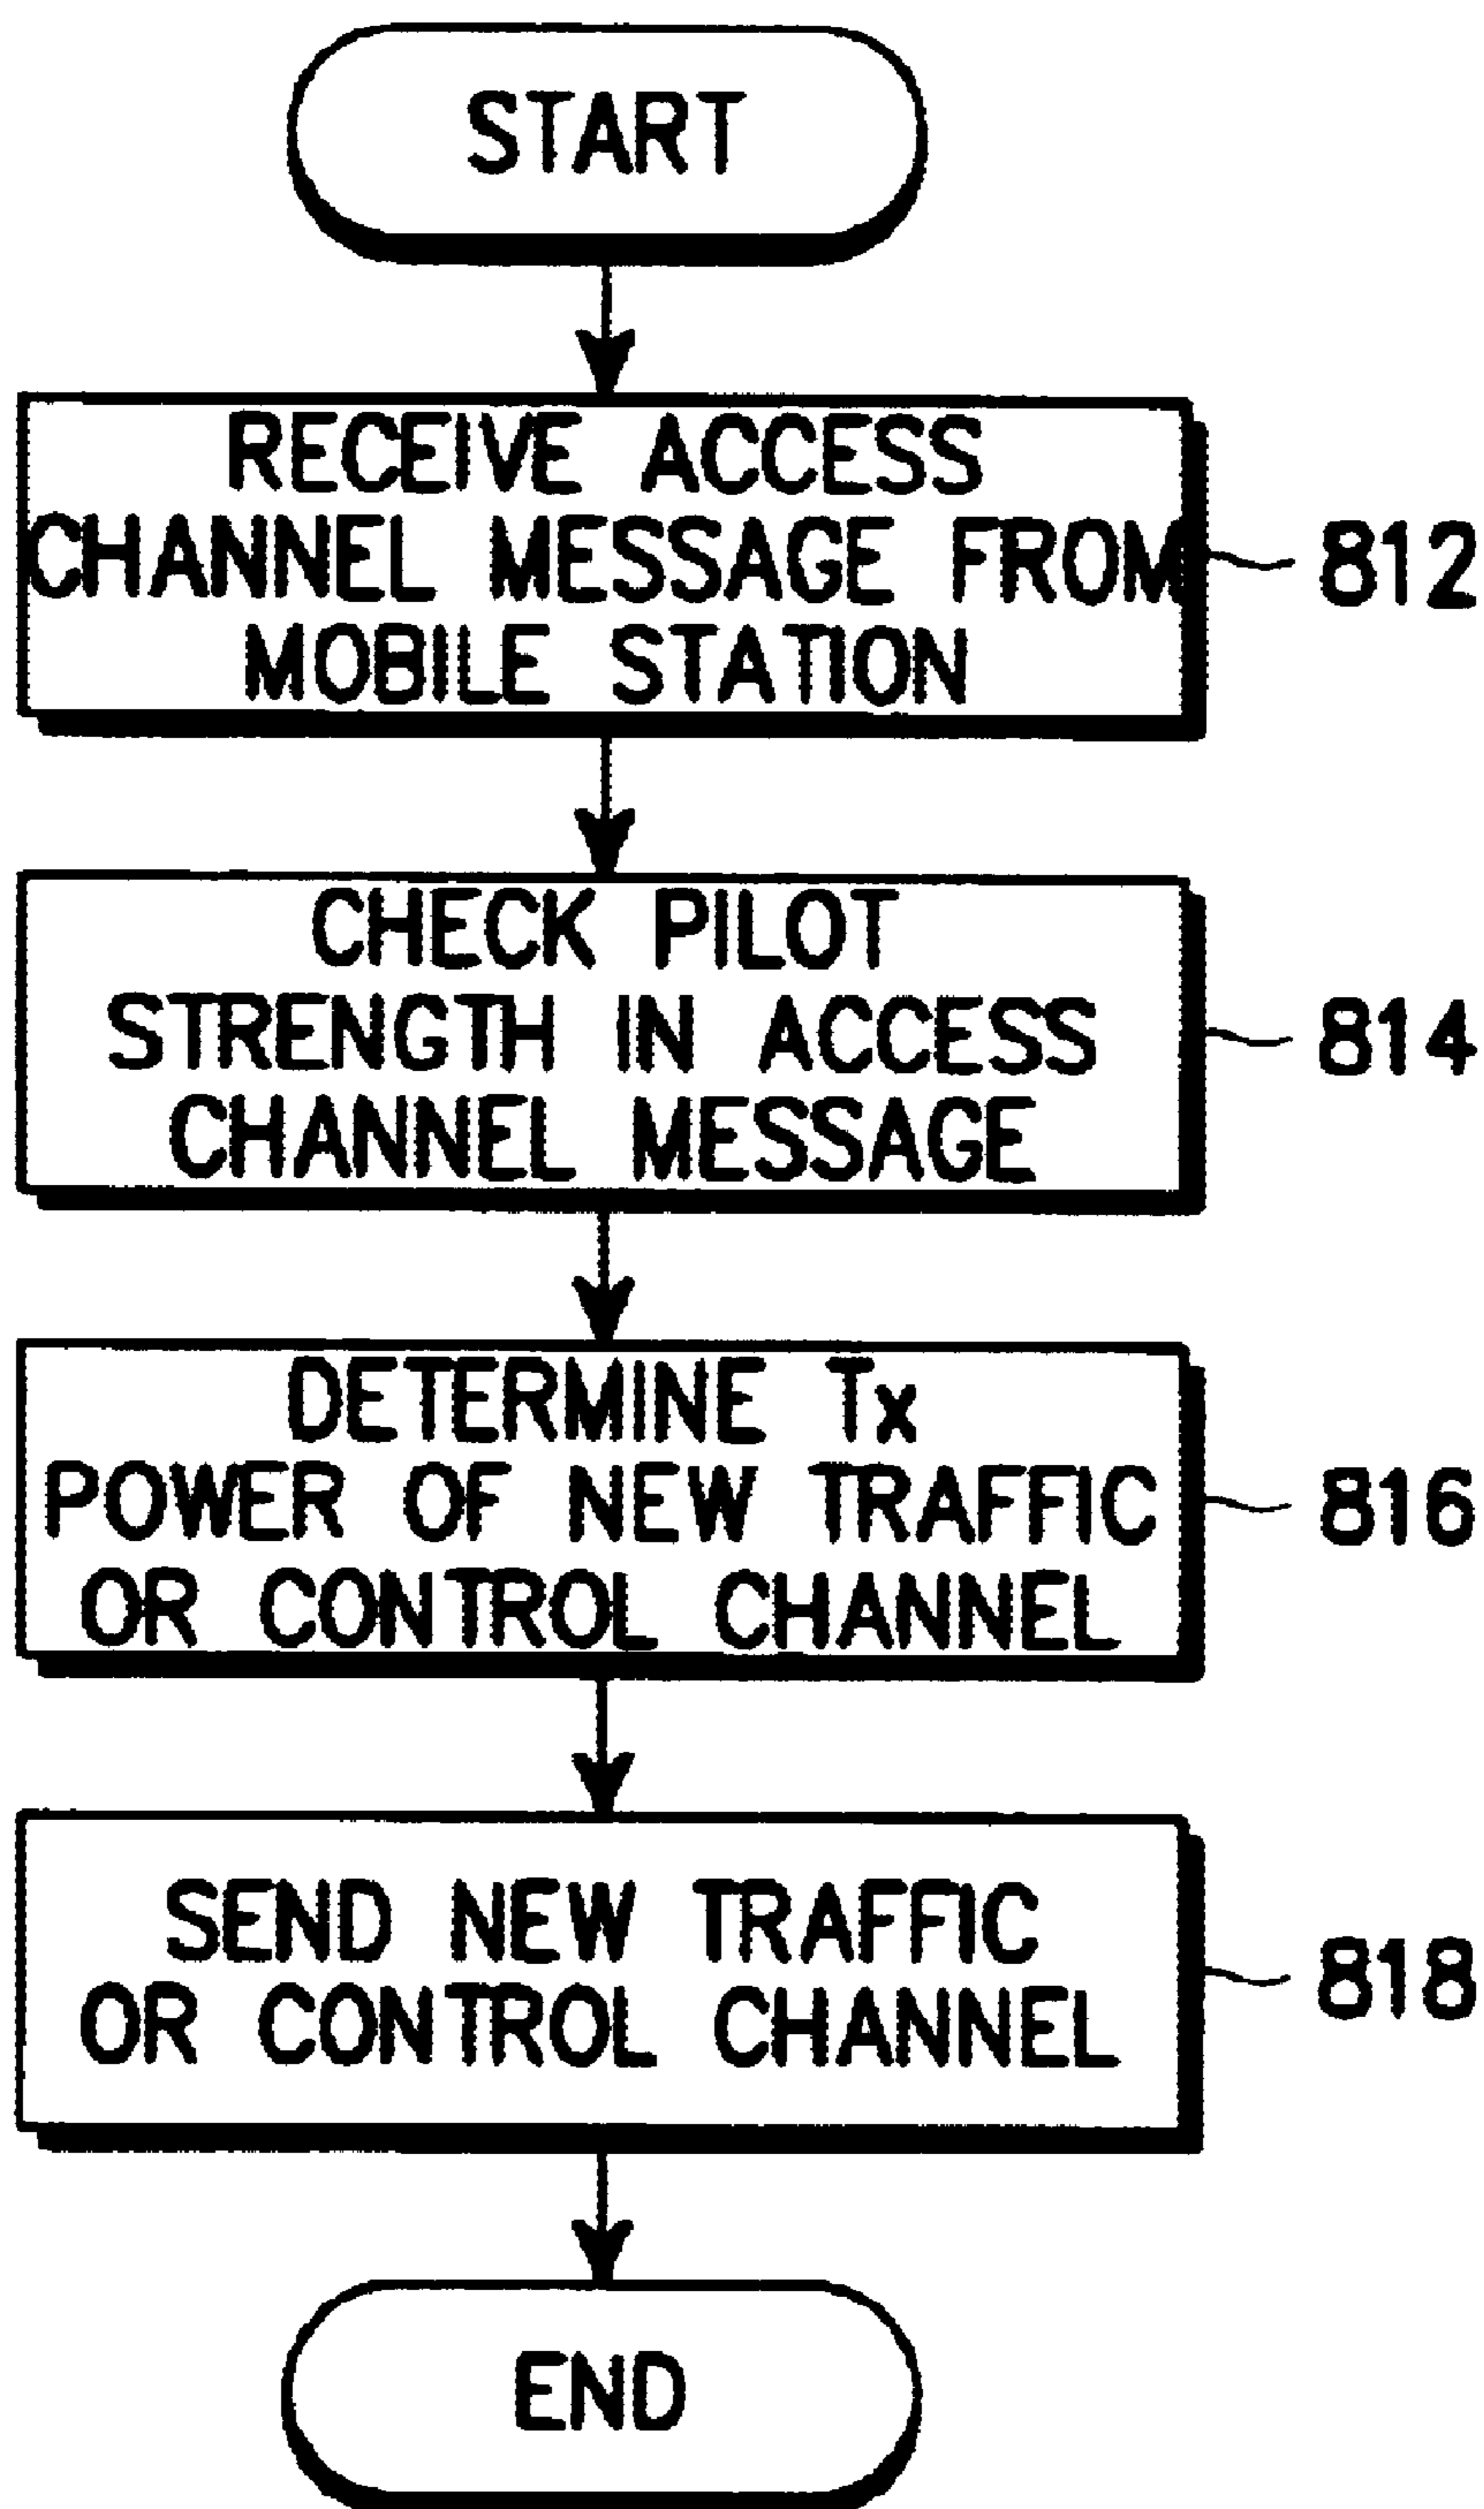 START
RECEIVE ACCESS
CHANNEL MESSAGE FROM
MOBILE STATION
812
CHECK PILOT
STRENGTH IN ACCESS
CHANNEL MESSAGE
814
DETERMINE Tx
POWER OF NEW TRAFFIC
OR CONTROL CHANNEL
816
SEND NEW TRAFFIC
OR CONTROL CHANNEL
818
END